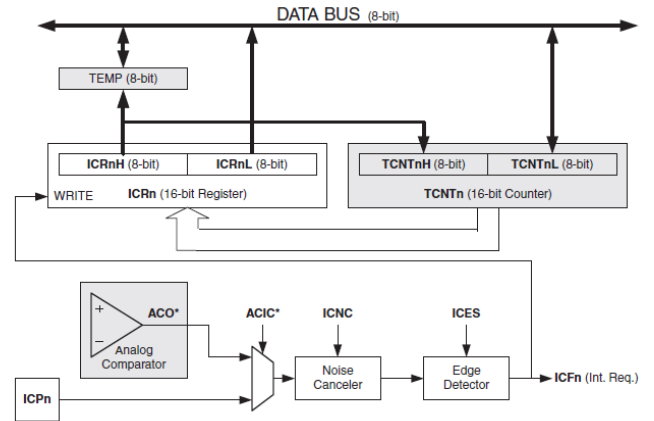 DATA BUS (8-bit)
TEMP (8-bit)
ICRnH (8-bit) ICRnL (8-bit) TCNTnH (8-bit) TCNTnL (8-bit)
WRITE ICRn (16-bit Register) TCNTn (16-bit Counter)
+ ACO* ACIC* ICNC ICES
−
Analog
Comparator
Noise
Canceler
Edge
Detector
ICFn (Int. Req.)
ICPn